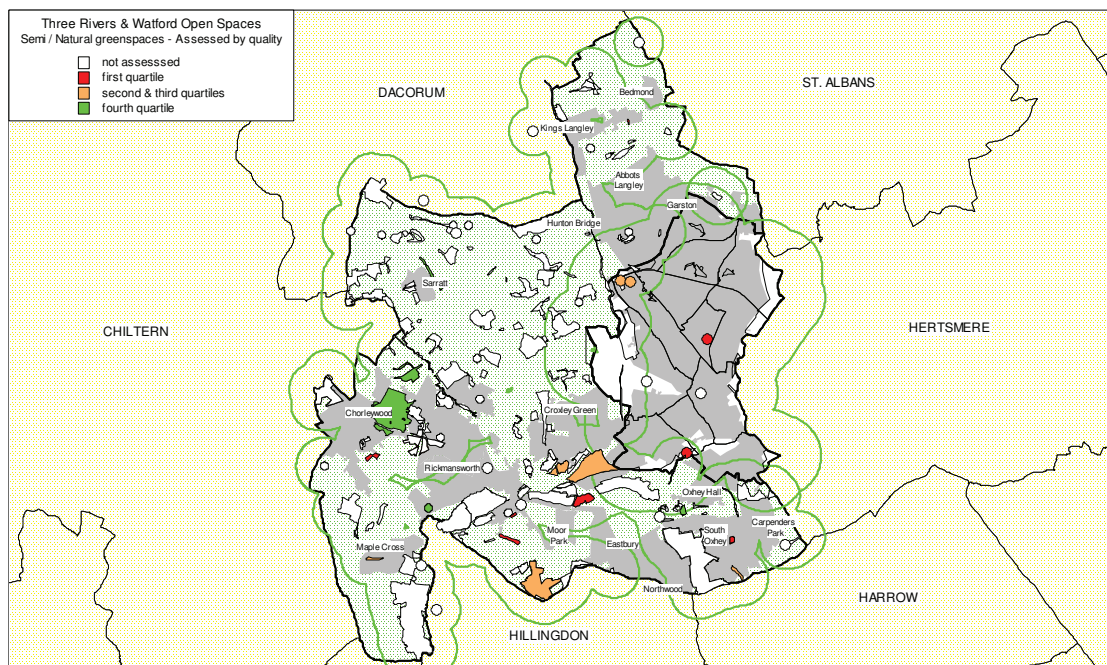 Three Rivers & Watford Open Spaces
Semi / Natural greenspaces - Assessed by quality
not assesssed
first quartile
second & third quartiles
fourth quartile
DACORUM
ST. ALBANS
Bedmond
Kings Langley
Abbots
Langley
Garston
Hunton Bridge
Sarratt
CHILTERN
HERTSMERE
Chorleywood
Croxley Green
Rickmansworth
Oxhey Hall
Moor
Park
Eastbury
South
Oxhey
Carpenders
Park
Maple Cross
Northwood
HARROW
HILLINGDON